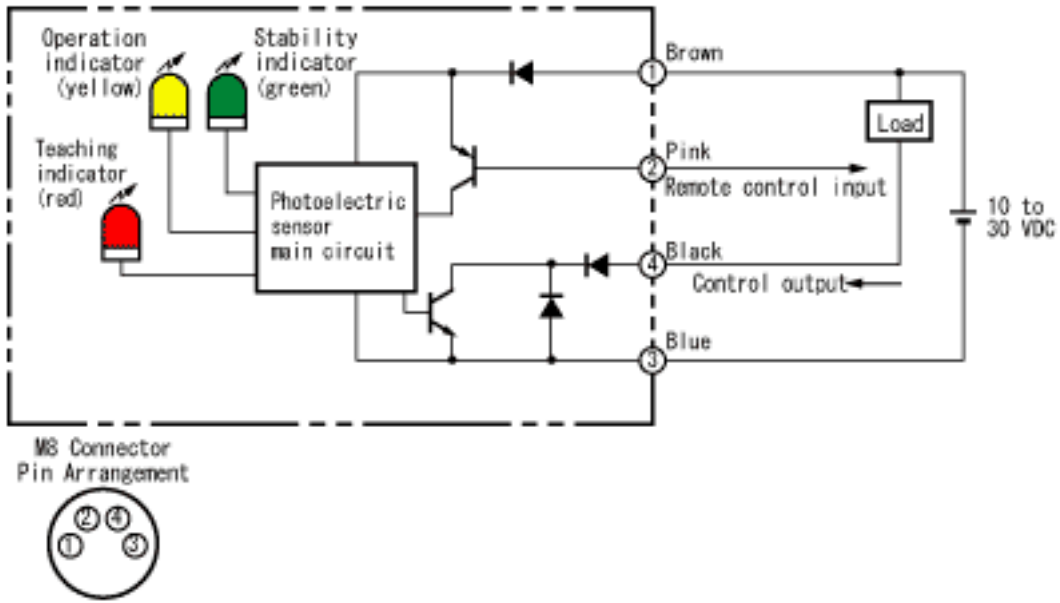 Operation
indicator
(yellow)
Stability
indicator
(green)
Teaching
indicator
(red)
Photoelectric
sensor
main circuit
① Brown
② Pink
Remote control input
④ Black
Control output
③ Blue
Load
10 to
30 VDC
M8 Connector
Pin Arrangement
② ④
① ③